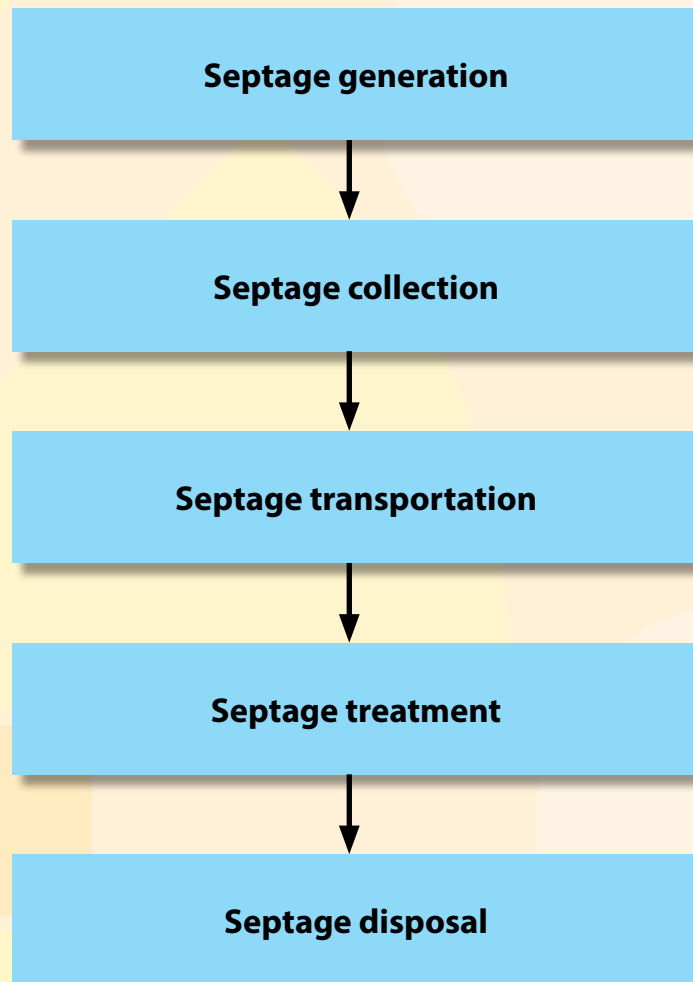 Septage generation
Septage collection
Septage transportation
Septage treatment
Septage disposal